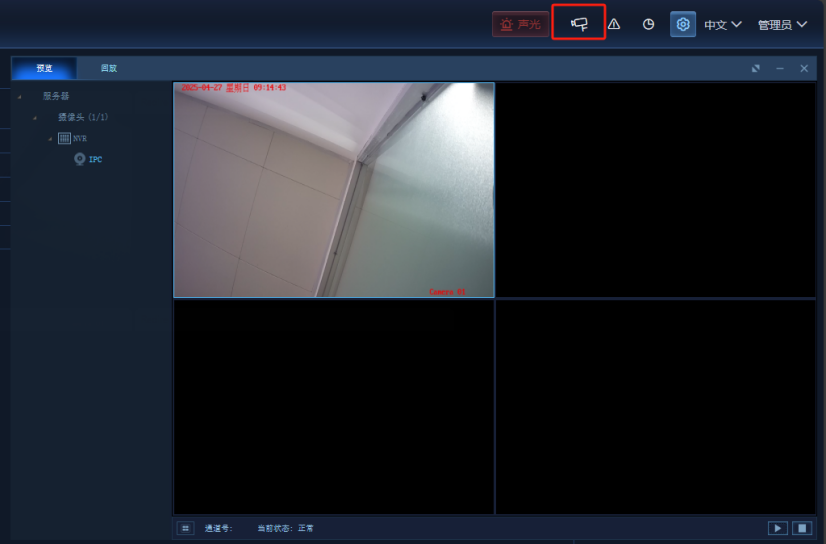 声光 中文 管理员
预览 回放
服务器
2025-04-27 星期日 09:14:43
摄像头 (1/1)
NVR
IPC
Camera 01
通道号: 当前状态: 正常